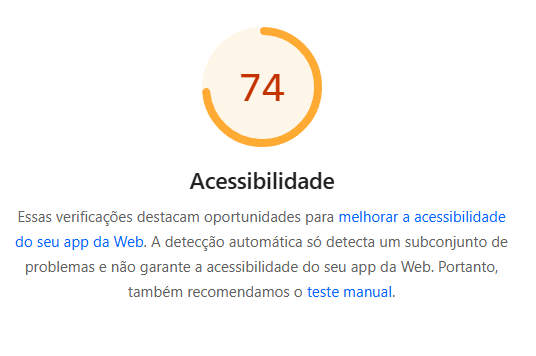 74
Acessibilidade
Essas verificações destacam oportunidades para melhorar a acessibilidade
do seu app da Web. A detecção automática só detecta um subconjunto de
problemas e não garante a acessibilidade do seu app da Web. Portanto,
também recomendamos o teste manual.